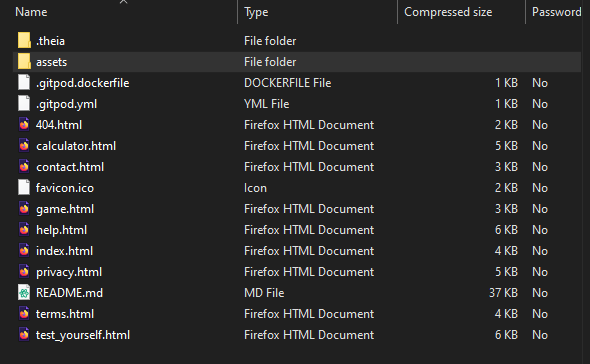 Name Type Compressed size Password
.theia File folder
assets File folder
.gitpod.dockerfile DOCKERFILE File 1 KB No
.gitpod.yml YML File 1 KB No
404.html Firefox HTML Document 2 KB No
calculator.html Firefox HTML Document 5 KB No
contact.html Firefox HTML Document 3 KB No
favicon.ico Icon 2 KB No
game.html Firefox HTML Document 3 KB No
help.html Firefox HTML Document 6 KB No
index.html Firefox HTML Document 4 KB No
privacy.html Firefox HTML Document 5 KB No
README.md MD File 37 KB No
terms.html Firefox HTML Document 4 KB No
test_yourself.html Firefox HTML Document 6 KB No